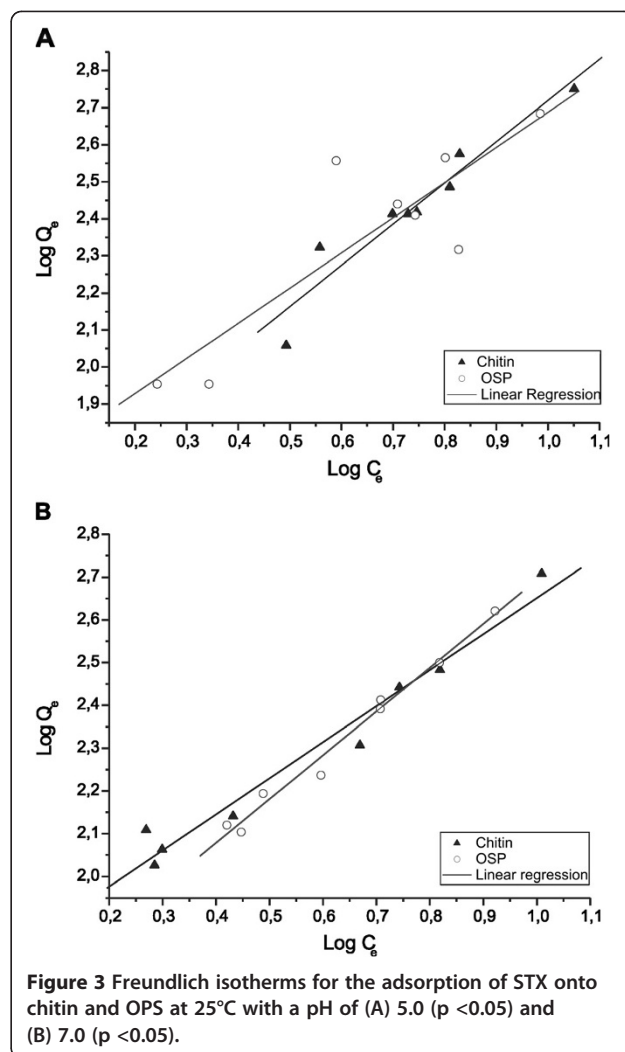 A
2,8
2,7
2,6
2,5
2,4
2,3
2,2
2,1
2,0
1,9
Log Qe
0,2 0,3 0,4 0,5 0,6 0,7 0,8 0,9 1,0 1,1
Log Ce
Chitin
OSP
Linear Regression
B
2,8
2,7
2,6
2,5
2,4
2,3
2,2
2,1
2,0
Log Qe
0,2 0,3 0,4 0,5 0,6 0,7 0,8 0,9 1,0 1,1
Log Ce
Chitin
OSP
Linear regression
Figure 3 Freundlich isotherms for the adsorption of STX onto
chitin and OPS at 25°C with a pH of (A) 5.0 (p <0.05) and
(B) 7.0 (p <0.05).